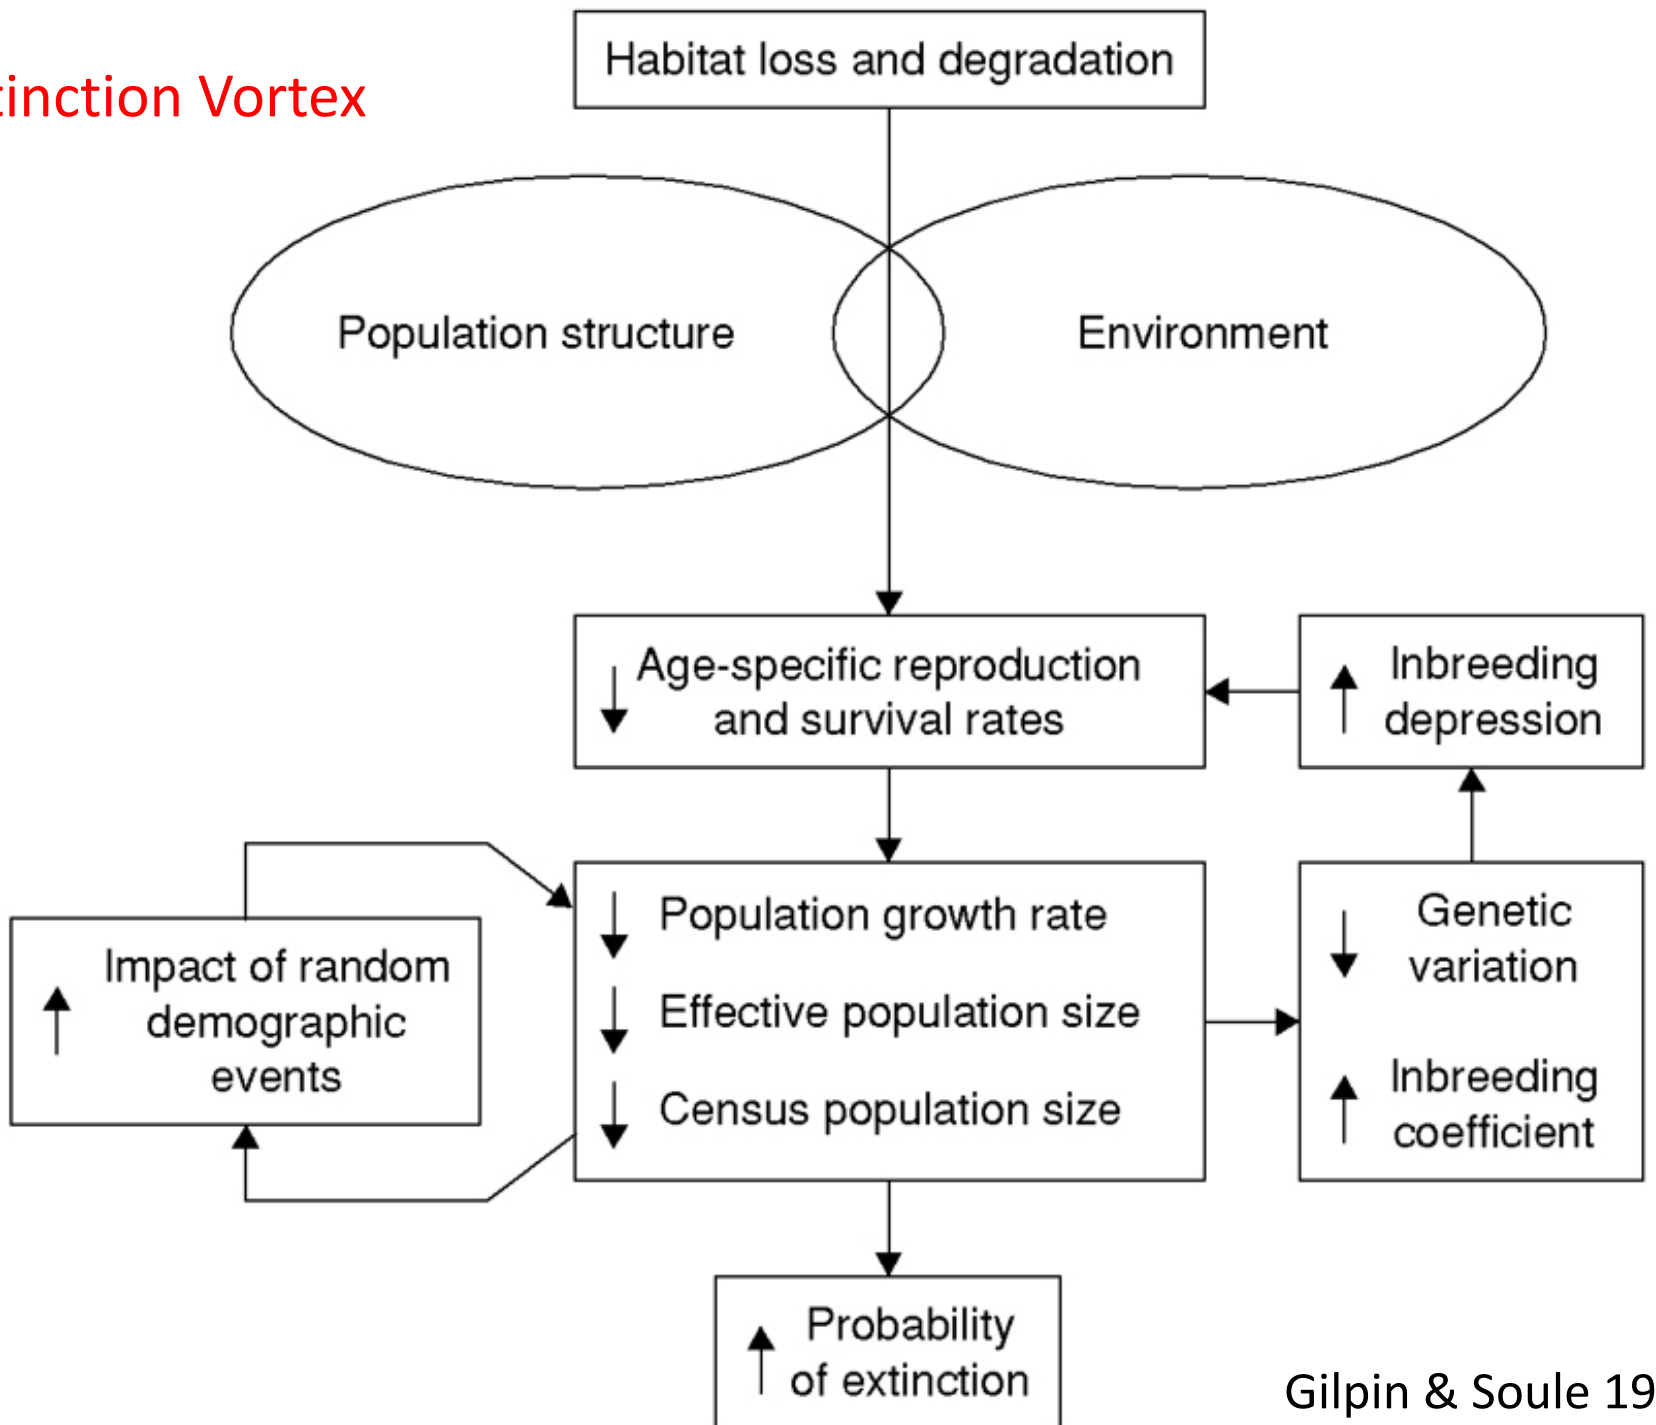 tinction Vortex
Habitat loss and degradation
Population structure
Environment
Age-specific reproduction
and survival rates
Inbreeding
depression
Impact of random
demographic
events
Population growth rate
Effective population size
Census population size
Genetic
variation
Inbreeding
coefficient
Probability
of extinction
Gilpin & Soule 19